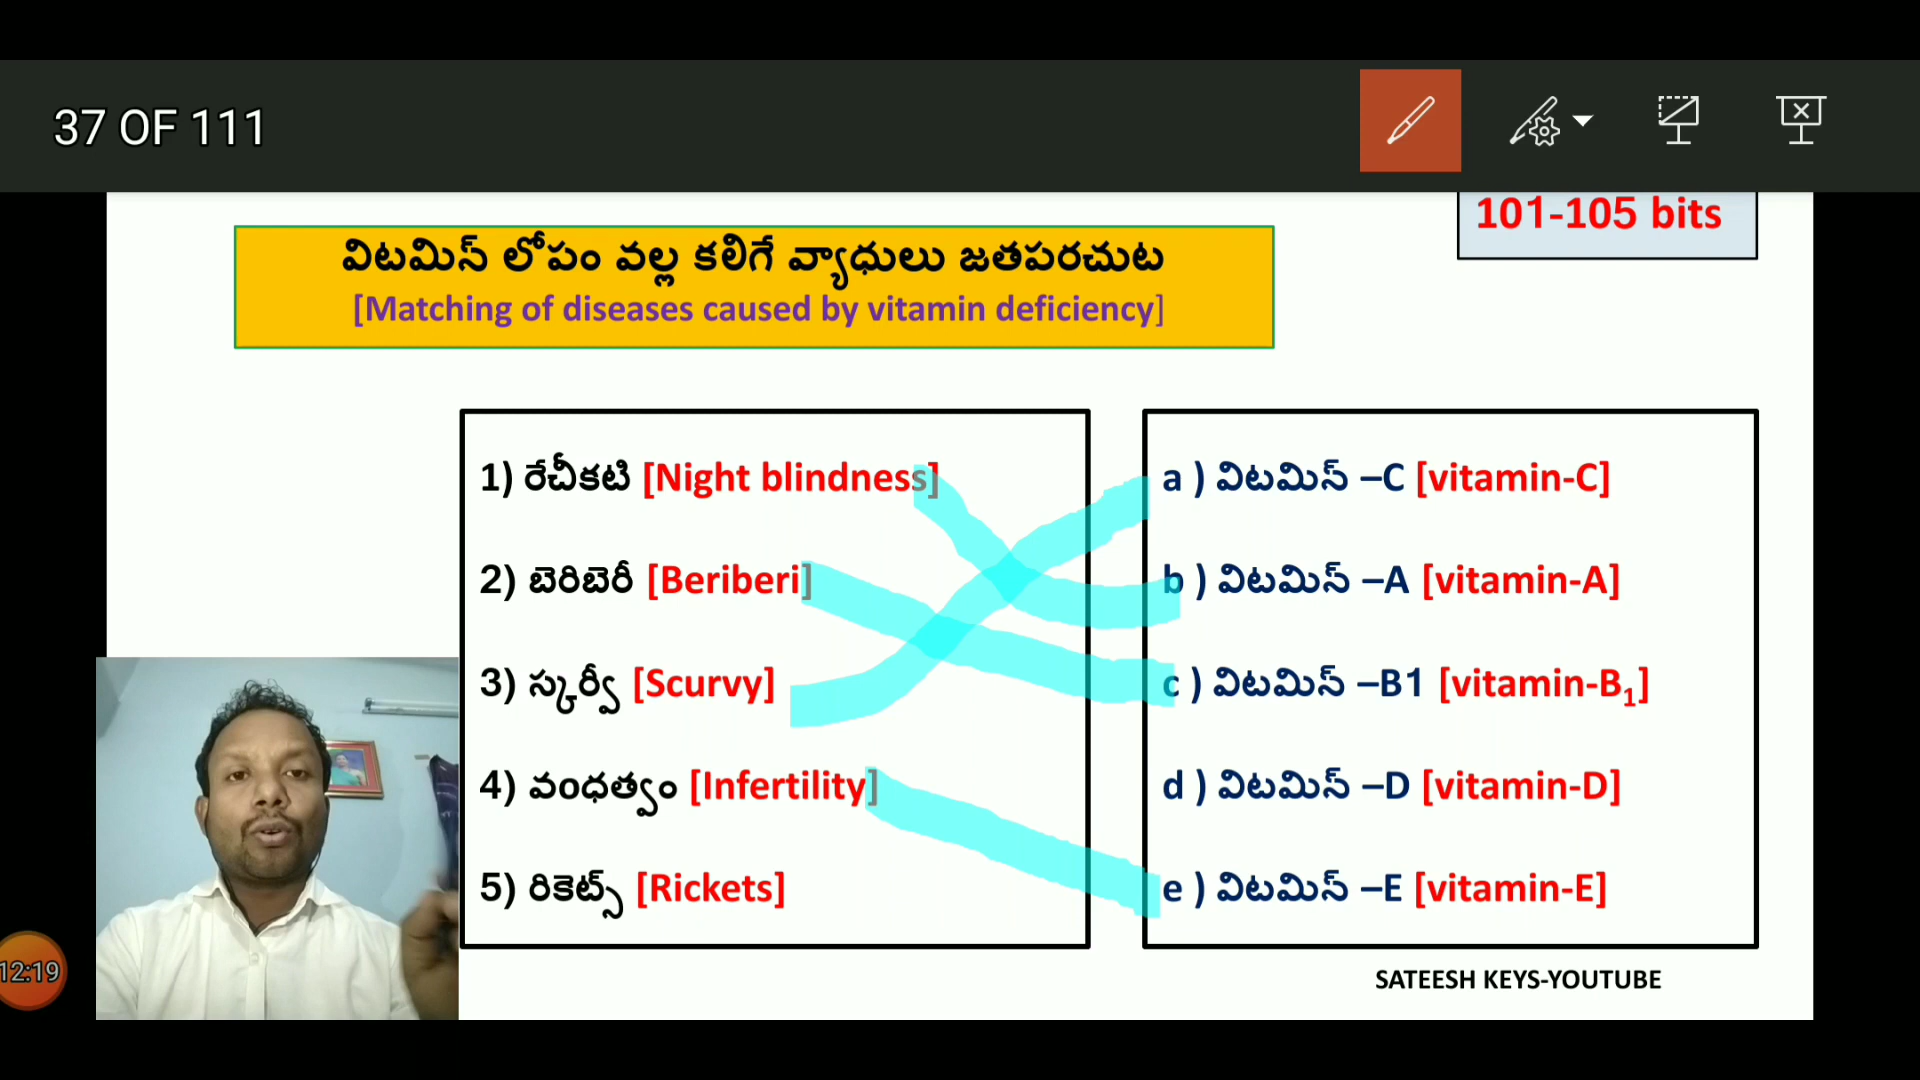 37 OF 111
101-105 bits
విటమిన్ లోపం వల్ల కలిగే వ్యాధులు జతపరచుట
[Matching of diseases caused by vitamin deficiency]
1) రేచీకటి [Night blindness]
2) బెరిబెరీ [Beriberi]
3) స్కర్వీ [Scurvy]
4) వంధత్వం [Infertility]
5) రికెట్స్ [Rickets]
a ) విటమిన్ –C [vitamin-C]
b ) విటమిన్ –A [vitamin-A]
c ) విటమిన్ –B1 [vitamin-B₁]
d ) విటమిన్ –D [vitamin-D]
e ) విటమిన్ –E [vitamin-E]
12:19
SATEESH KEYS-YOUTUBE